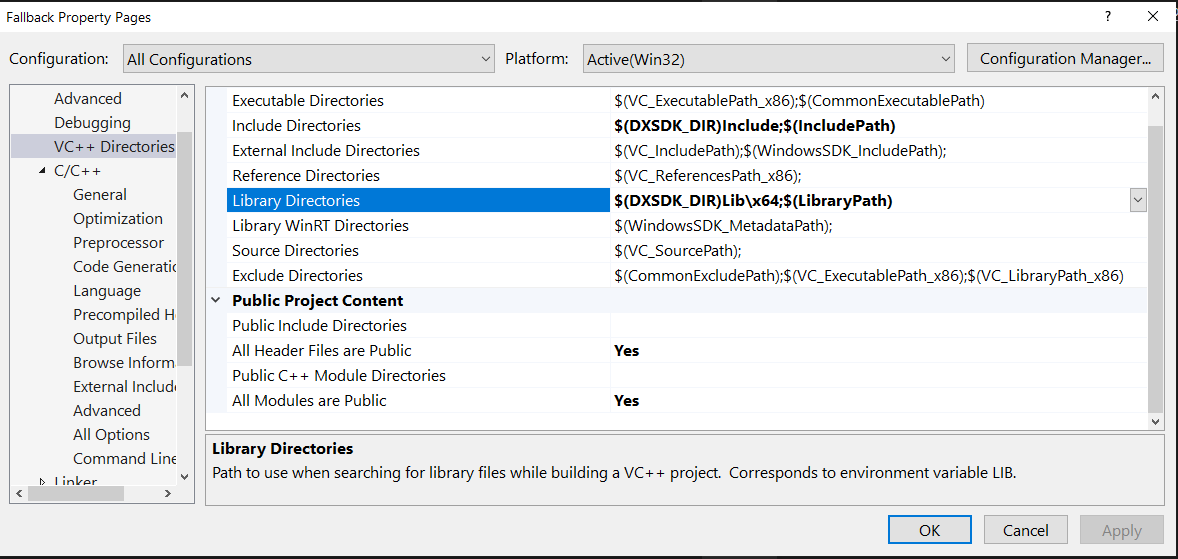 Fallback Property Pages
?
Configuration: All Configurations Platform: Active(Win32) Configuration Manager...
Advanced
Debugging
VC++ Directories
C/C++
General
Optimization
Preprocessor
Code Generatic
Language
Precompiled H
Output Files
Browse Inform
External Include
Advanced
All Options
Command Line
Linker
Executable Directories $(VC_ExecutablePath_x86);$(CommonExecutablePath)
Include Directories $(DXSDK_DIR)Include;$(IncludePath)
External Include Directories $(VC_IncludePath);$(WindowsSDK_IncludePath);
Reference Directories $(VC_ReferencesPath_x86);
Library Directories $(DXSDK_DIR)Lib\x64;$(LibraryPath)
Library WinRT Directories $(WindowsSDK_MetadataPath);
Source Directories $(VC_SourcePath);
Exclude Directories $(CommonExcludePath);$(VC_ExecutablePath_x86);$(VC_LibraryPath_x86)
Public Project Content
Public Include Directories
All Header Files are Public Yes
Public C++ Module Directories
All Modules are Public Yes
Library Directories
Path to use when searching for library files while building a VC++ project.  Corresponds to environment variable LIB.
OK Cancel Apply